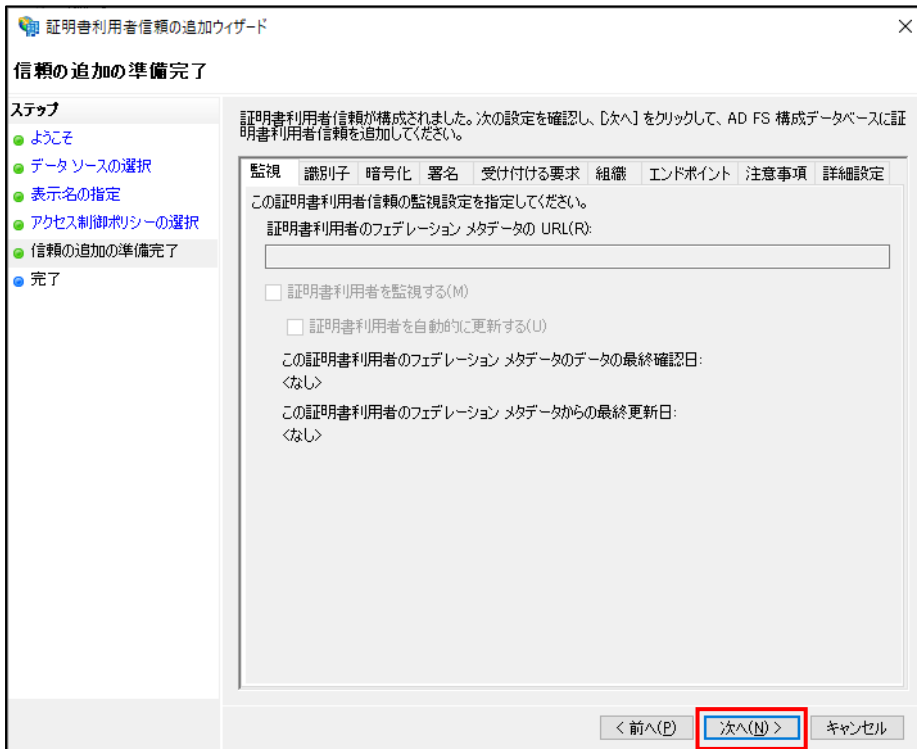 証明書利用者信頼の追加ウィザード
信頼の追加の準備完了
ステップ
ようこそ
データ ソースの選択
表示名の指定
アクセス制御ポリシーの選択
信頼の追加の準備完了
完了
証明書利用者信頼が構成されました。次の設定を確認し、[次へ] をクリックして、AD FS 構成データベースに証
明書利用者信頼を追加してください。
監視 識別子 暗号化 署名 受け付ける要求 組織 エンドポイント 注意事項 詳細設定
この証明書利用者信頼の監視設定を指定してください。
証明書利用者のフェデレーション メタデータの URL(R):
証明書利用者を監視する(M)
証明書利用者を自動的に更新する(U)
この証明書利用者のフェデレーション メタデータのデータの最終確認日:
<なし>
この証明書利用者のフェデレーション メタデータからの最終更新日:
<なし>
< 前へ(P) 次へ(N) > キャンセル